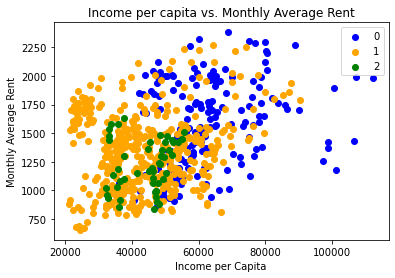 Income per capita vs. Monthly Average Rent
0
1
2
2250
2000
1750
1500
1250
1000
750
Monthly Average Rent
20000 40000 60000 80000 100000
Income per Capita